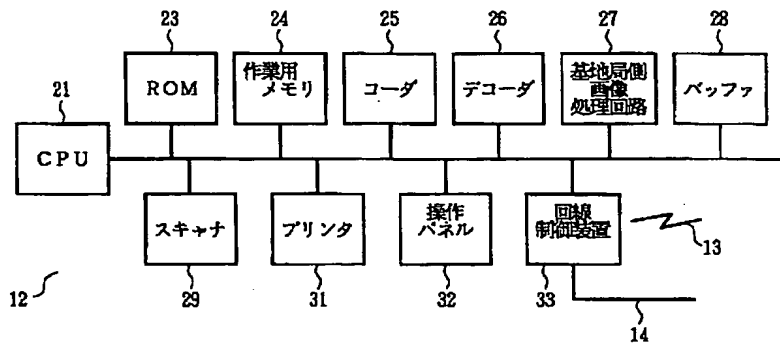 23
24
25
26
27
28
21
ROM
作業用
メモリ
コーダ
デコーダ
基地局側
画像
処理回路
バッファ
CPU
スキャナ
プリンタ
操作
パネル
回線
制御装置
13
12
29
31
32
33
14